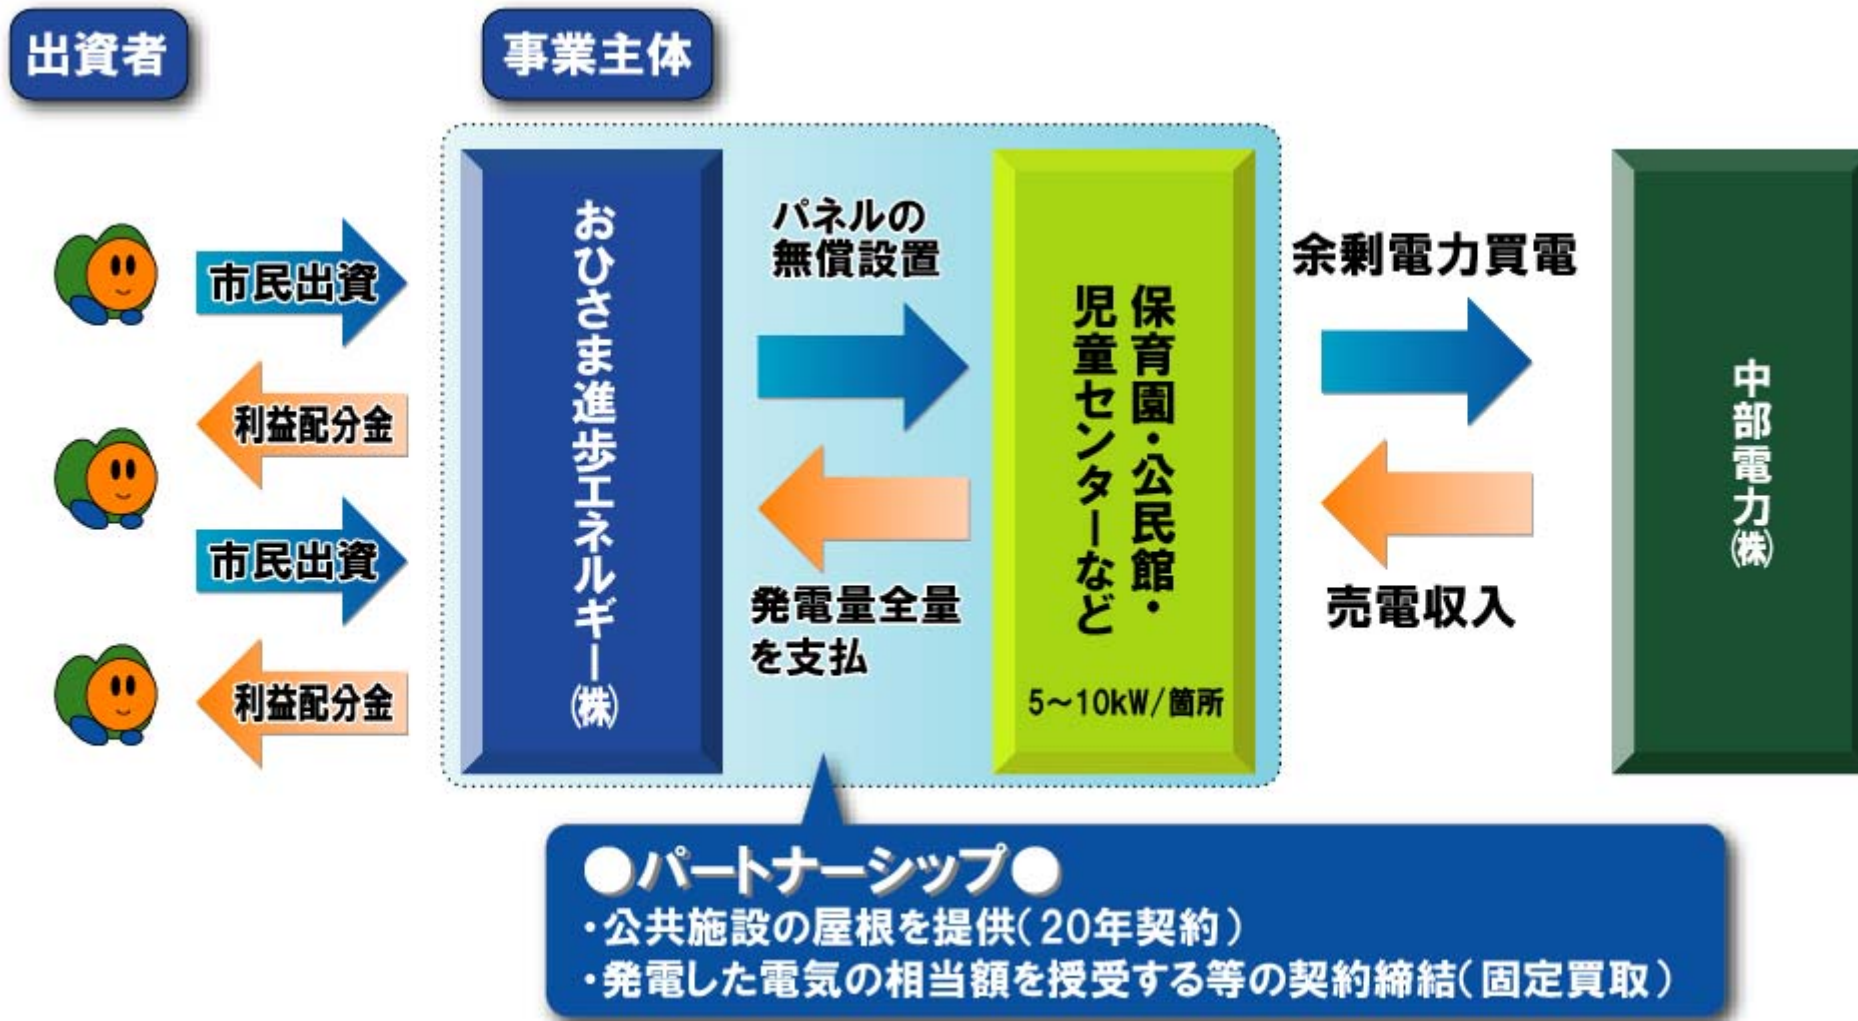 出資者
事業主体
市民出資
利益配分金
市民出資
利益配分金
おひさま進歩エネルギー㈱
パネルの
無償設置
発電量全量
を支払
保育園・公民館・
児童センターなど
5～10kW/箇所
余剰電力買電
売電収入
中部電力㈱
●パートナーシップ●
・公共施設の屋根を提供(20年契約)
・発電した電気の相当額を授受する等の契約締結(固定買取)